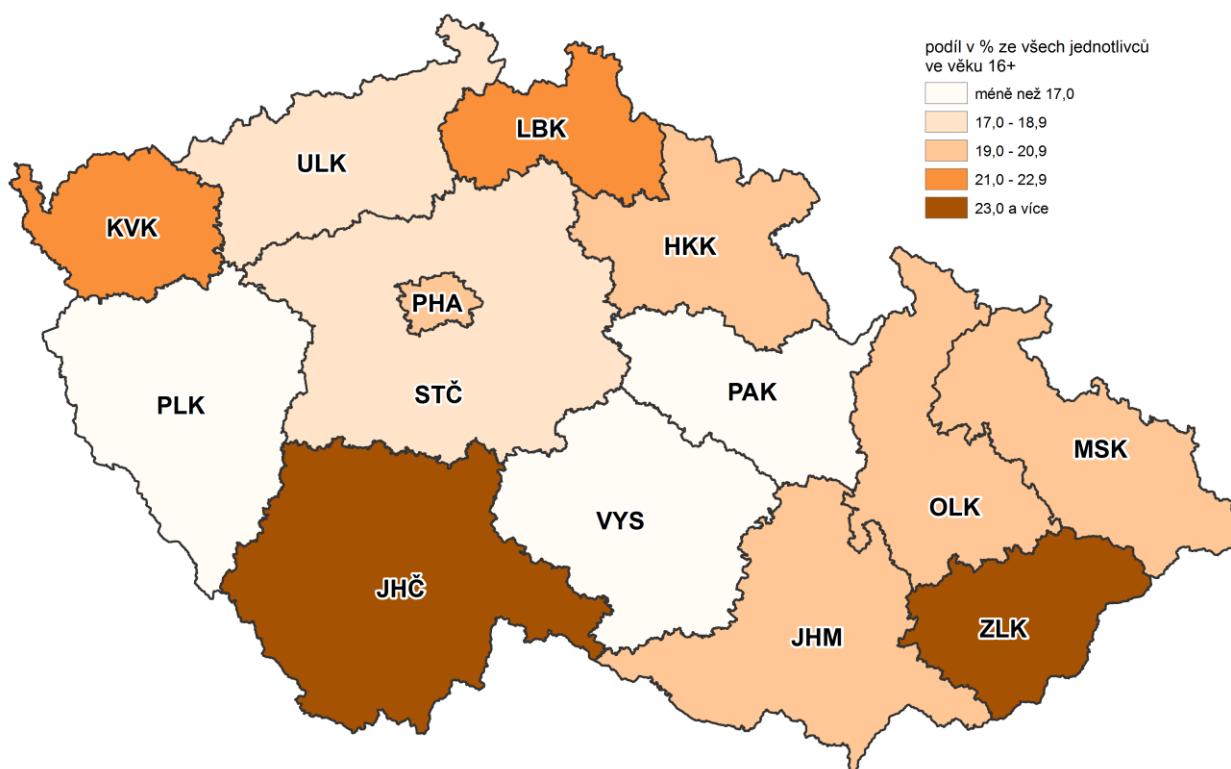 podíl v % ze všech jednotlivců
ve věku 16+
méně než 17,0
17,0 - 18,9
19,0 - 20,9
21,0 - 22,9
23,0 a více
LBK
ULK
KVK
HKK
PHA
STČ
PAK
PLK
MSK
OLK
VYS
JHČ
ZLK
JHM